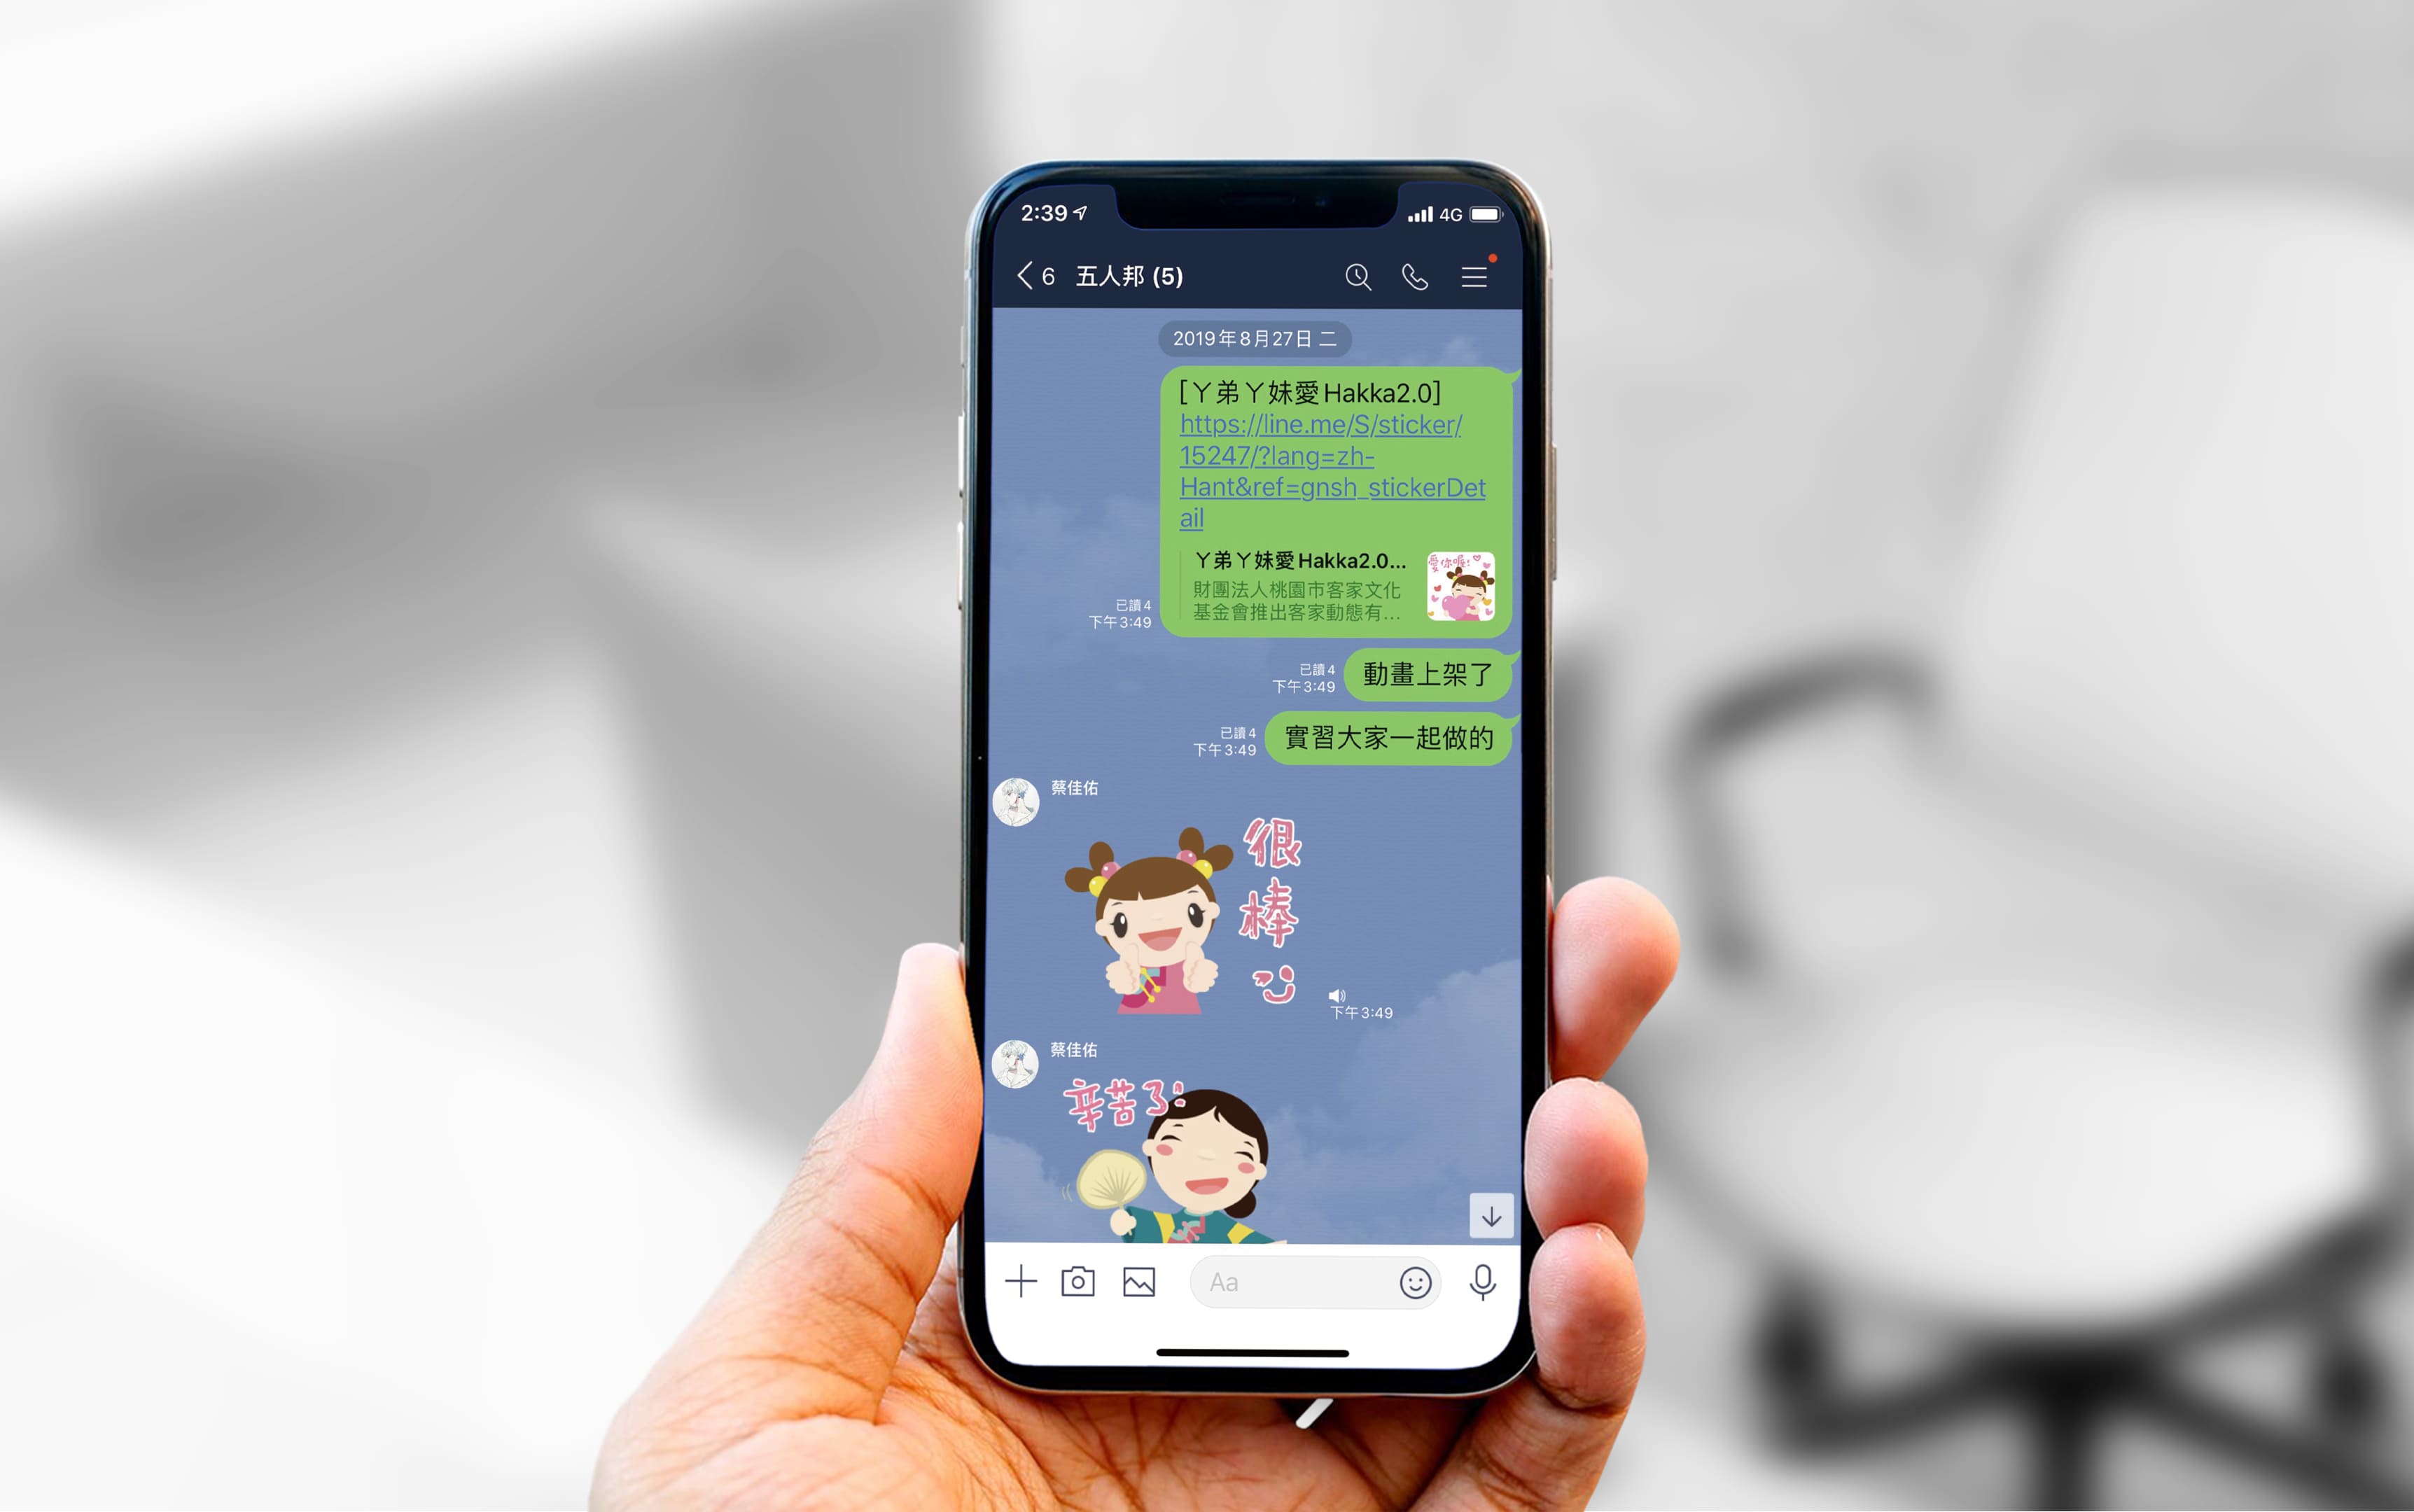 2:39
4G
6 五人邦 (5)
2019年8月27日 二
[ㄚ弟ㄚ妹愛Hakka2.0]
https://line.me/S/sticker/
15247/?lang=zh-
Hant&ref=gnsh_stickerDet
ail
ㄚ弟ㄚ妹愛Hakka2.0...
財團法人桃園市客家文化
基金會推出客家動態有...
愛你喔!
已讀4
下午3:49
動畫上架了
已讀4
下午3:49
實習大家一起做的
已讀4
下午3:49
蔡佳佑
很
棒
下午3:49
蔡佳佑
辛苦了!
Aa